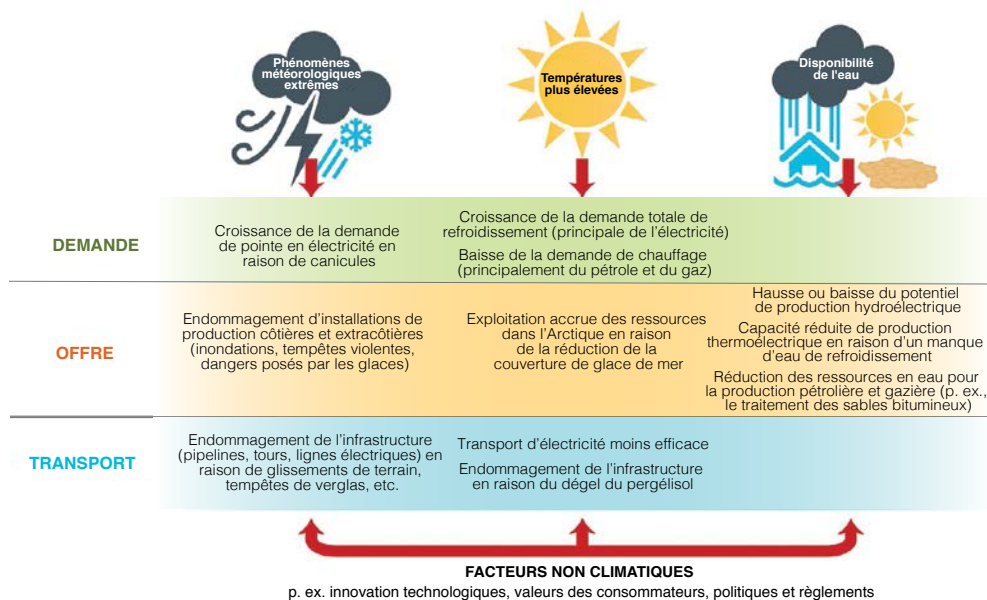 Phénomènes
météorologiques
extrêmes
Températures
plus élevées
Disponibilité
de l'eau
DEMANDE
Croissance de la demande
de pointe en électricité en
raison de canicules
Croissance de la demande totale de
refroidissement (principale de l'électricité)
Baisse de la demande de chauffage
(principalement du pétrole et du gaz)
OFFRE
Endommagement d'installations de
production côtières et extracôtières
(inondations, tempêtes violentes,
dangers posés par les glaces)
Exploitation accrue des ressources
dans l'Arctique en raison
de la réduction de la
couverture de glace de mer
Hausse ou baisse du potentiel
de production hydroélectrique
Capacité réduite de production
thermoélectrique en raison d'un manque
d'eau de refroidissement
Réduction des ressources en eau pour
la production pétrolière et gazière (p. ex.,
le traitement des sables bitumineux)
TRANSPORT
Endommagement de l'infrastructure
(pipelines, tours, lignes électriques) en
raison de glissements de terrain,
tempêtes de verglas, etc.
Transport d'électricité moins efficace
Endommagement de l'infrastructure
en raison du dégel du pergélisol
FACTEURS NON CLIMATIQUES
p. ex. innovation technologiques, valeurs des consommateurs, politiques et règlements